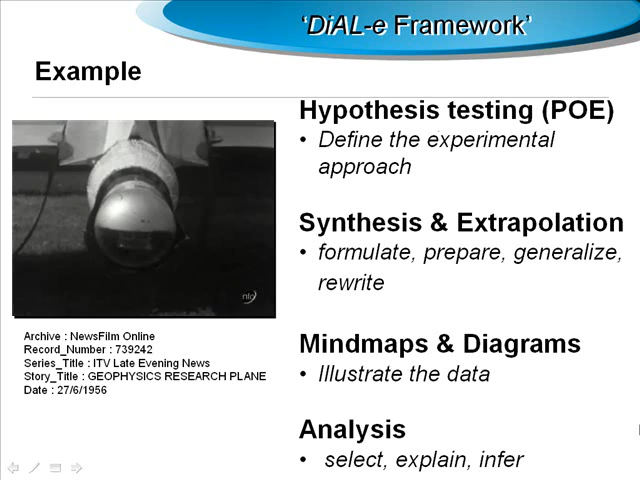 ‘DiAL-e Framework’
Example
Hypothesis testing (POE)
• Define the experimental
approach
Synthesis & Extrapolation
• formulate, prepare, generalize,
rewrite
Mindmaps & Diagrams
• Illustrate the data
Analysis
• select, explain, infer
nfo
Archive : NewsFilm Online
Record_Number : 739242
Series_Title : ITV Late Evening News
Story_Title : GEOPHYSICS RESEARCH PLANE
Date : 27/6/1956